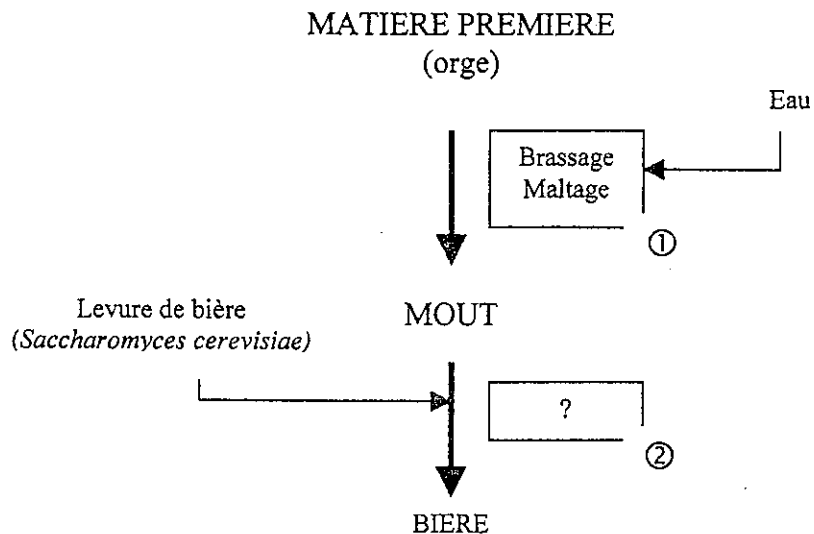 MATIERE PREMIERE
(orge)
Eau
Brassage
Maltage
①
Levure de bière
(Saccharomyces cerevisiae)
MOUT
?
②
BIERE